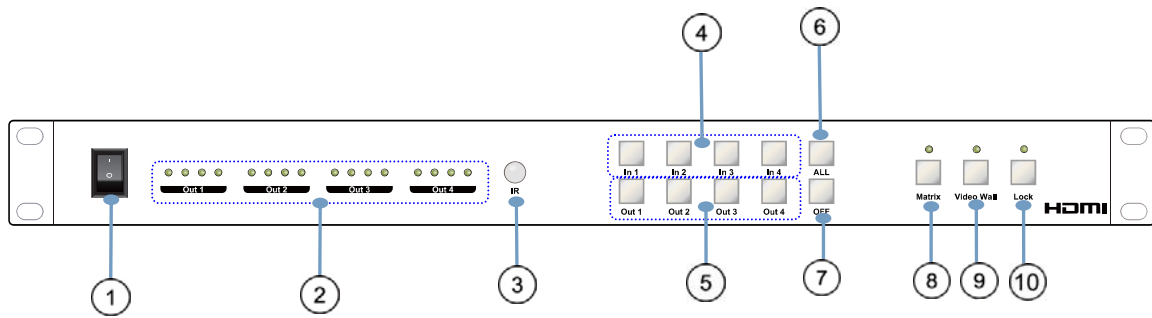 4
6
In 1 In 2 In 3 In 4 ALL
I
O
Out 1 Out 2 Out 3 Out 4
IR
Out 1 Out 2 Out 3 Out 4 OFF
Matrix Video Wall Lock
HDMI
1
2
3
5
7
8
9
10